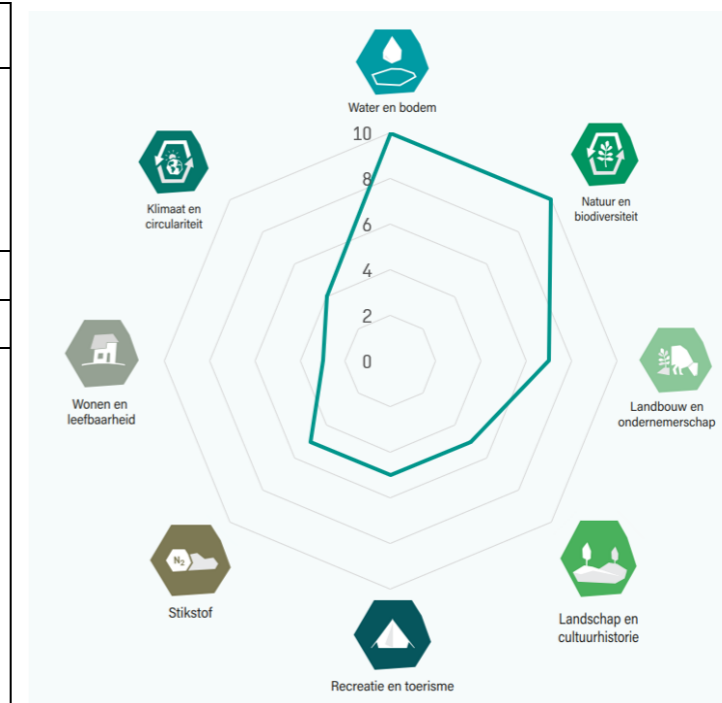 Water en bodem
10
8
6
4
2
0
Natuur en
biodiversiteit
Klimaat en
circulariteit
Landbouw en
ondernemerschap
Wonen en
leefbaarheid
N₂
Stikstof
Landschap en
cultuurhistorie
Recreatie en toerisme